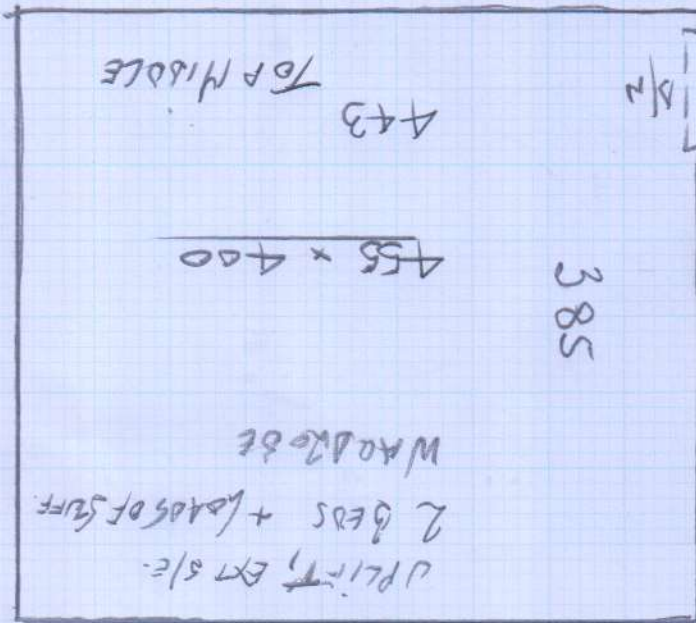 UPLIFT, EXT S/E.
2 BEDS + LOADS OF STUFF.
WARDROBE
385
455 x 400
443
TOP MIDDLE